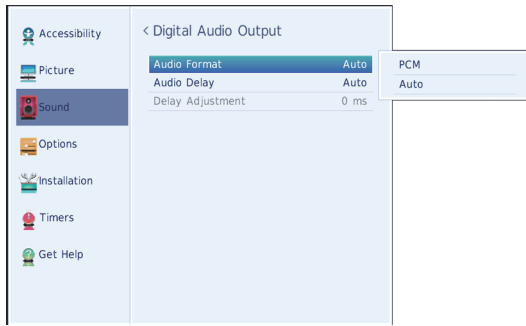 Accessibility
Picture
Sound
Options
Installation
Timers
Get Help
< Digital Audio Output
Audio Format Auto
Audio Delay Auto
Delay Adjustment 0 ms
PCM
Auto